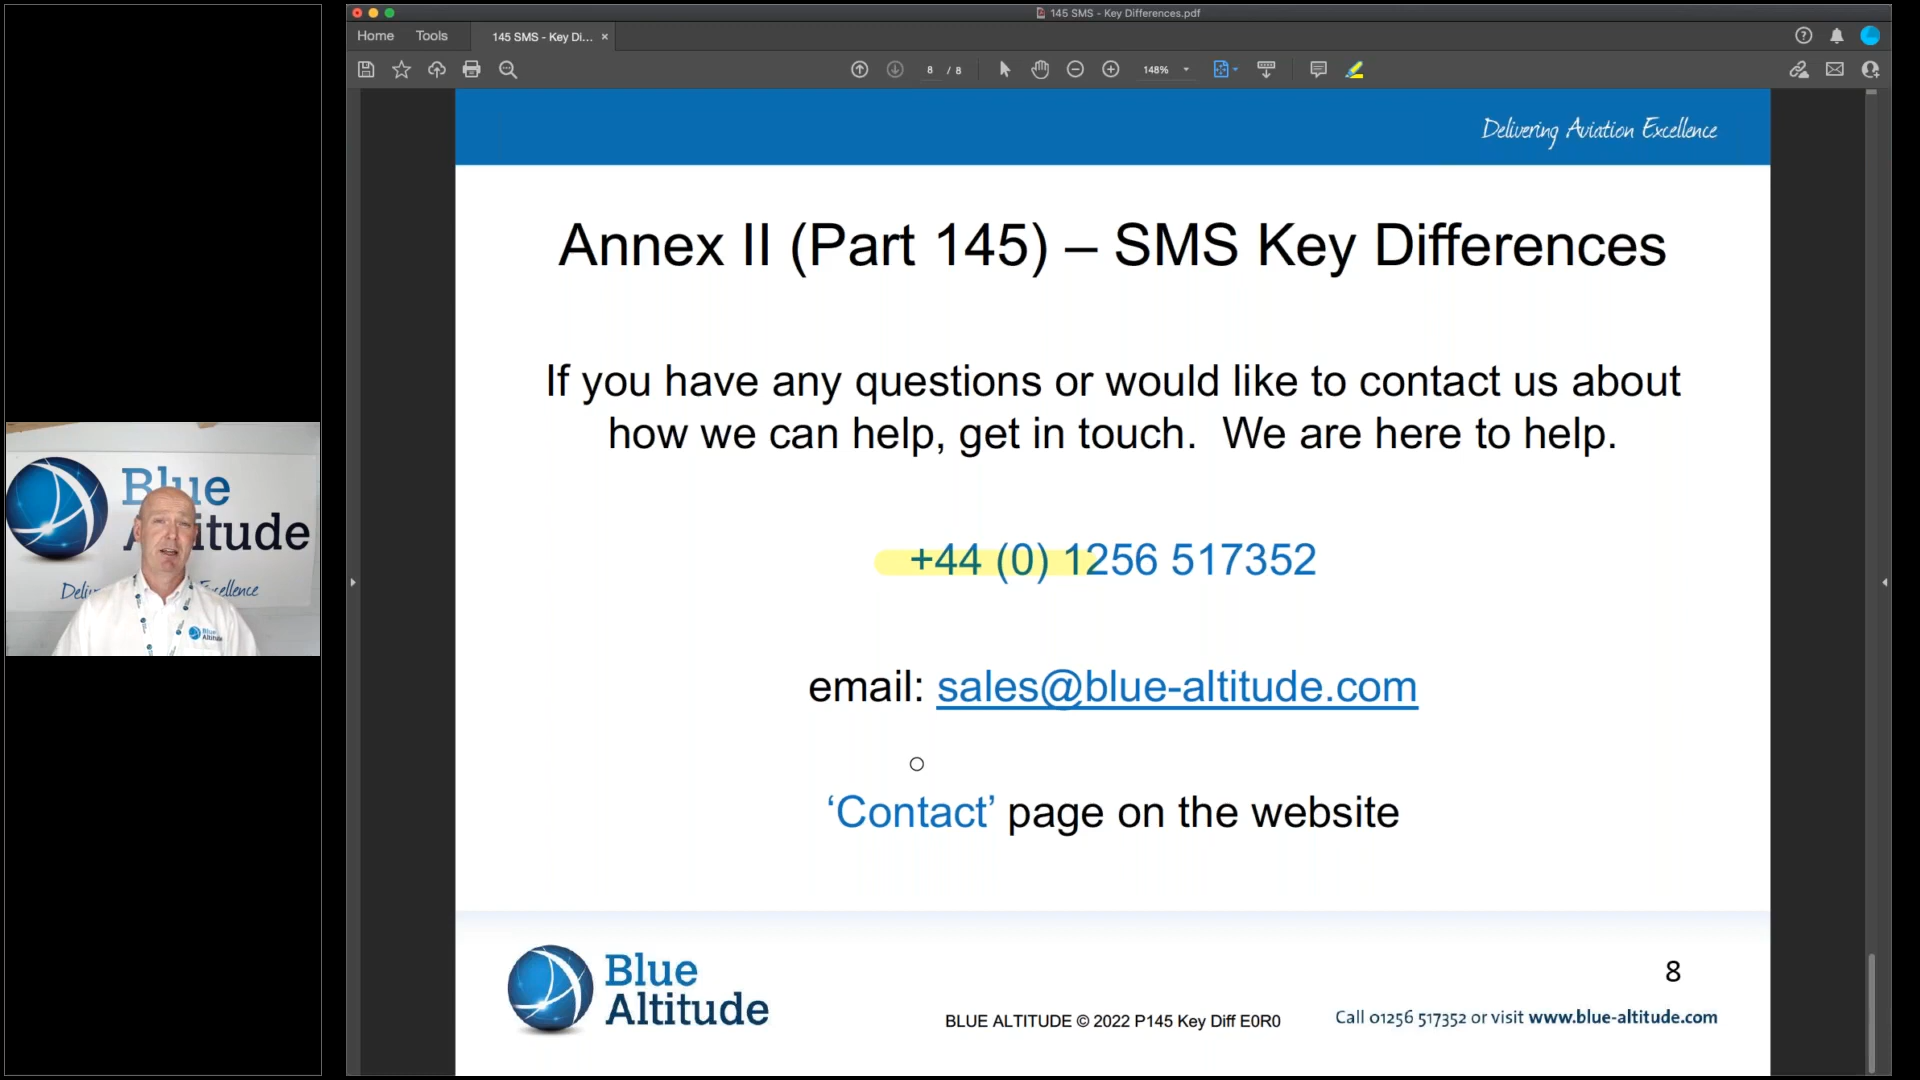 145 SMS - Key Differences.pdf
Home
Tools
145 SMS - Key Di...
8 / 8
148%
Delivering Aviation Excellence
Annex II (Part 145) – SMS Key Differences
If you have any questions or would like to contact us about
how we can help, get in touch. We are here to help.
+44 (0) 1256 517352
email: sales@blue-altitude.com
‘Contact’ page on the website
Blue
Altitude
8
BLUE ALTITUDE © 2022 P145 Key Diff E0R0
Call 01256 517352 or visit www.blue-altitude.com
Blue
Altitude
Blue
Altitude